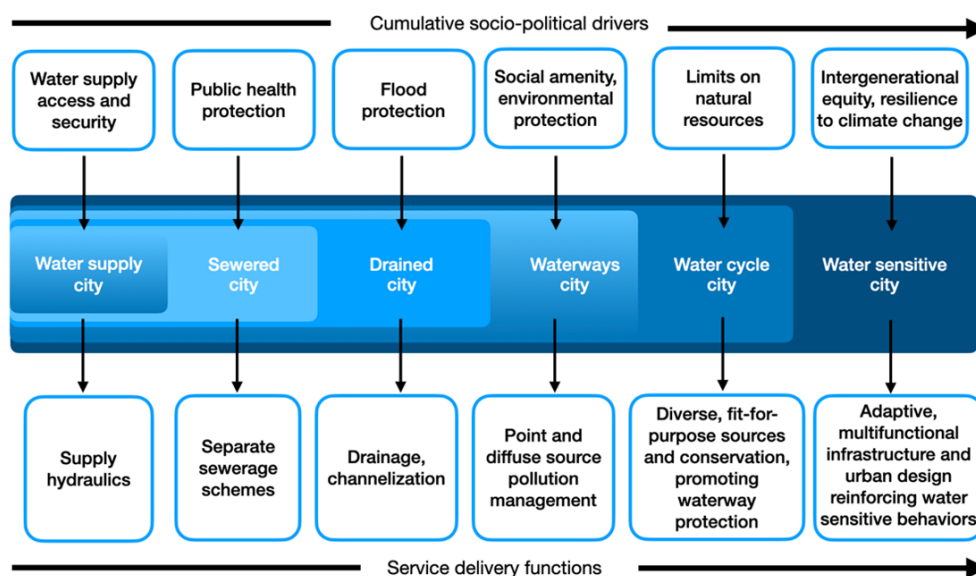 Cumulative socio-political drivers
Water supply
access and
security
Public health
protection
Flood
protection
Social amenity,
environmental
protection
Limits on
natural
resources
Intergenerational
equity, resilience
to climate change
Water supply
city
Sewered
city
Drained
city
Waterways
city
Water cycle
city
Water sensitive
city
Supply
hydraulics
Separate
sewerage
schemes
Drainage,
channelization
Point and
diffuse source
pollution
management
Diverse, fit-for-
purpose sources
and conservation,
promoting
waterway
protection
Adaptive,
multifunctional
infrastructure and
urban design
reinforcing water
sensitive behaviors
Service delivery functions